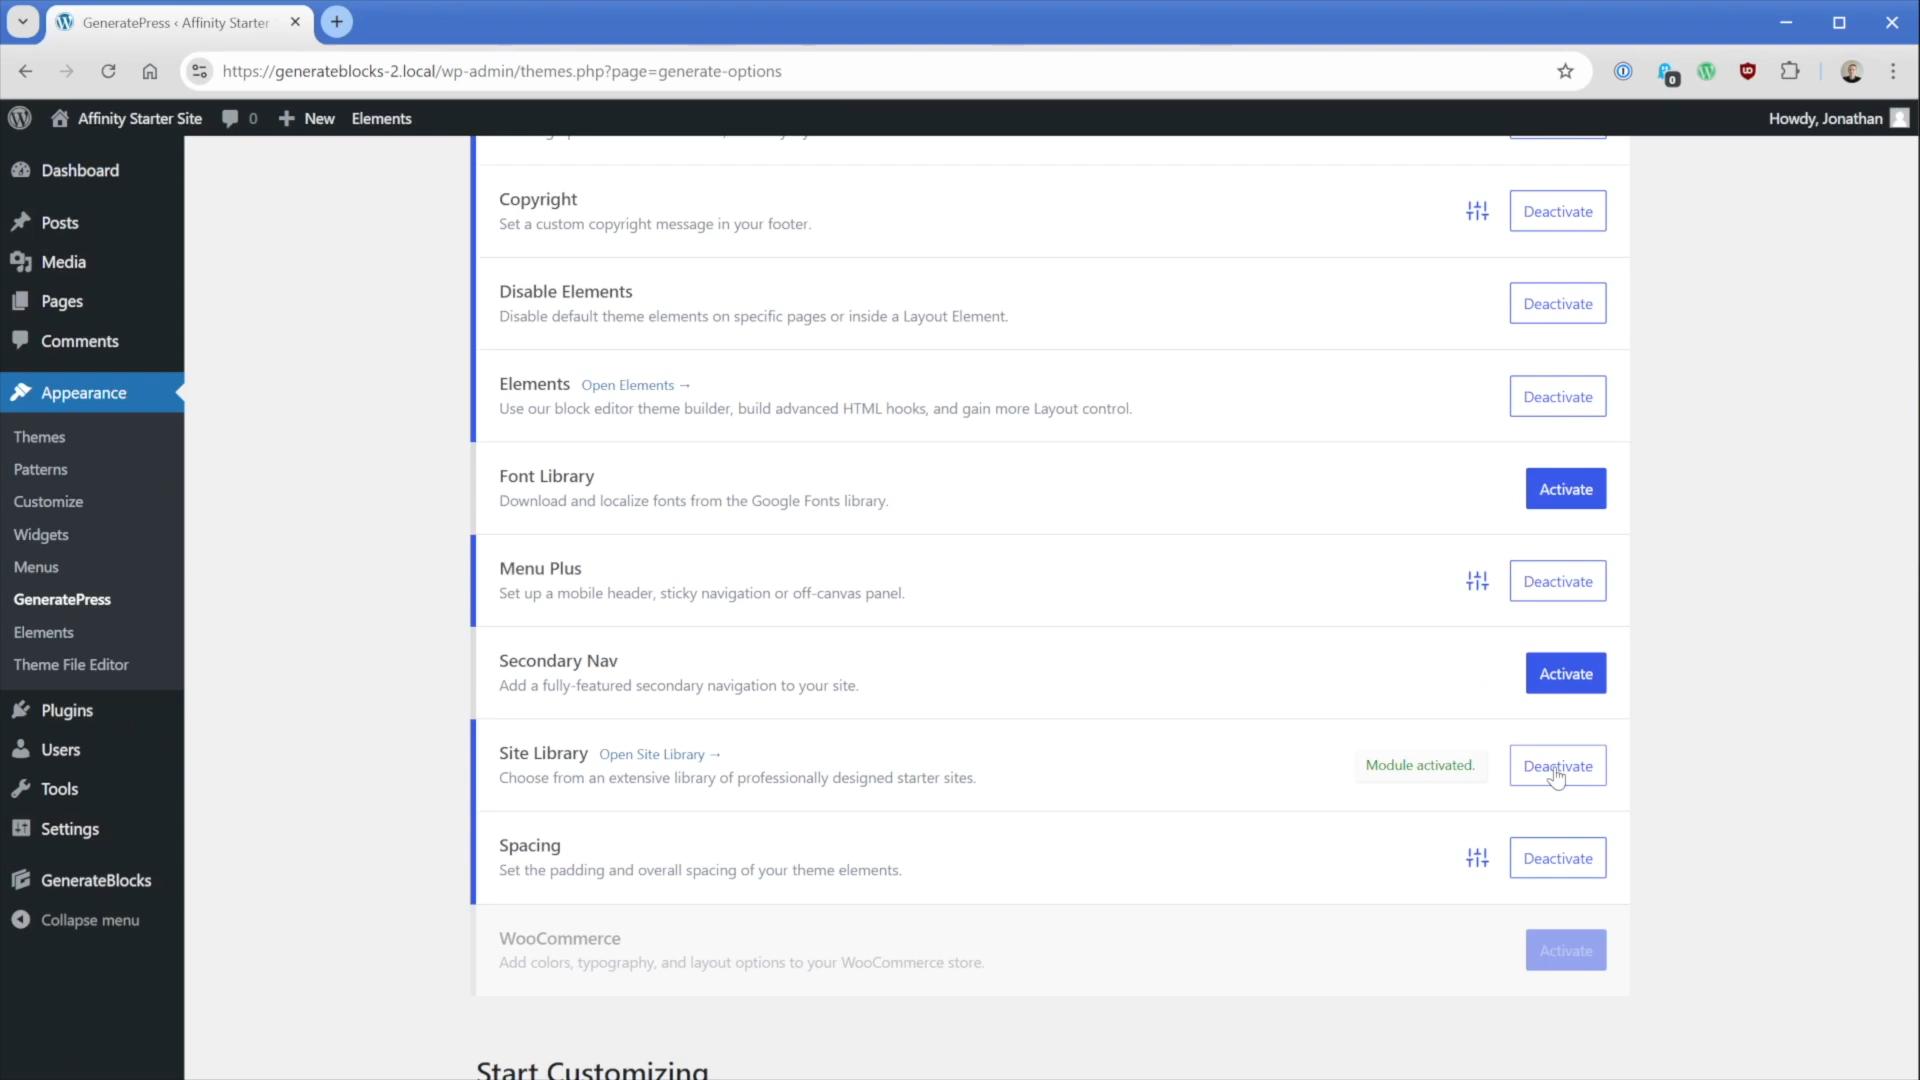 GeneratePress ‹ Affinity Starter
https://generateblocks-2.local/wp-admin/themes.php?page=generate-options
0
Affinity Starter Site
0
New
Elements
Howdy, Jonathan
Dashboard
Posts
Media
Pages
Comments
Appearance
Themes
Patterns
Customize
Widgets
Menus
GeneratePress
Elements
Theme File Editor
Plugins
Users
Tools
Settings
GenerateBlocks
Collapse menu
Copyright
Set a custom copyright message in your footer.
Deactivate
Disable Elements
Disable default theme elements on specific pages or inside a Layout Element.
Deactivate
Elements Open Elements →
Use our block editor theme builder, build advanced HTML hooks, and gain more Layout control.
Deactivate
Font Library
Download and localize fonts from the Google Fonts library.
Activate
Menu Plus
Set up a mobile header, sticky navigation or off-canvas panel.
Deactivate
Secondary Nav
Add a fully-featured secondary navigation to your site.
Activate
Site Library Open Site Library →
Choose from an extensive library of professionally designed starter sites.
Module activated.
Deactivate
Spacing
Set the padding and overall spacing of your theme elements.
Deactivate
WooCommerce
Add colors, typography, and layout options to your WooCommerce store.
Activate
Start Customizing